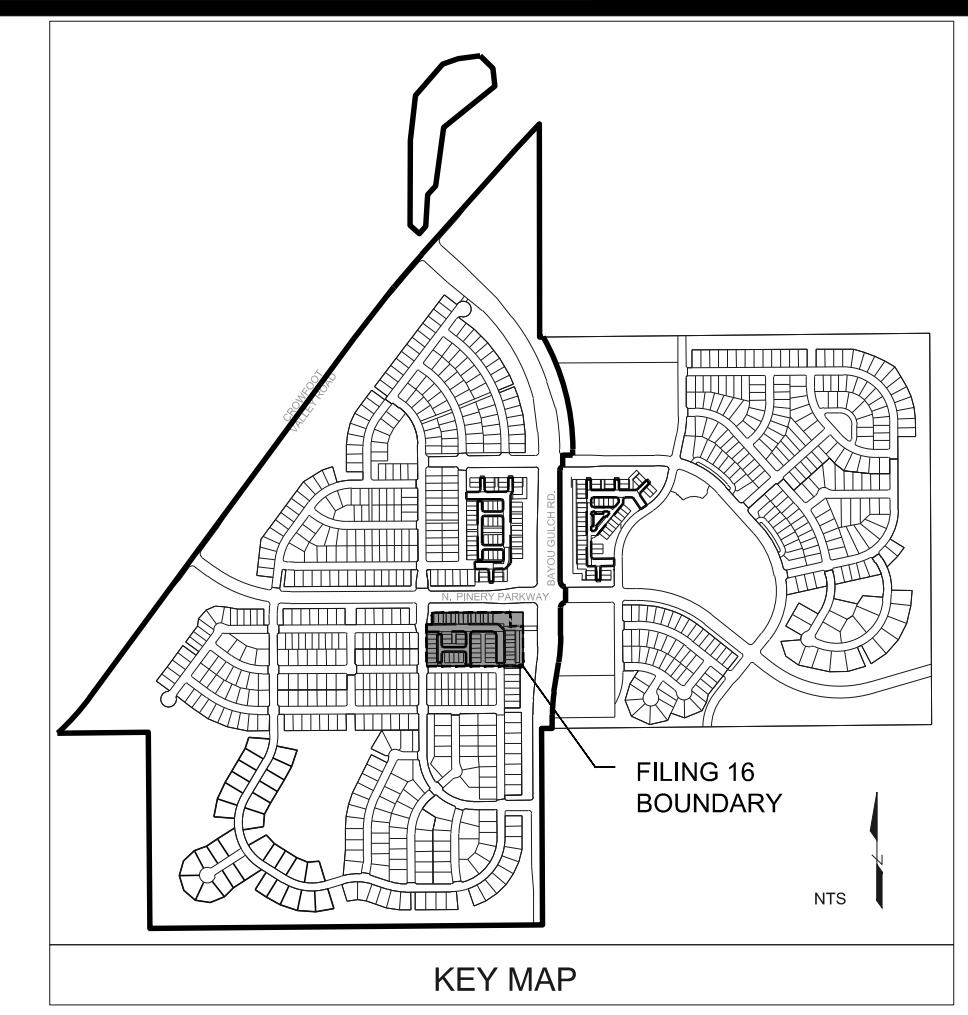 CROWFOOT
VALLEY ROAD
BAYOU GULCH RD.
N. PINERY PARKWAY
FILING 16
BOUNDARY
NTS
N
KEY MAP